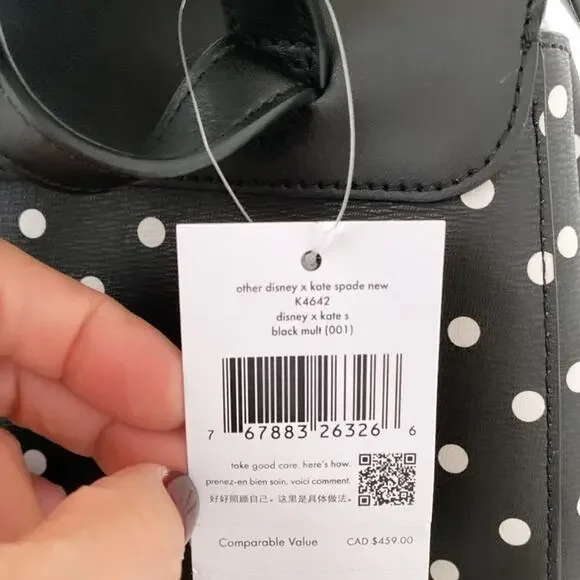 other disney x kate spade new
K4642
disney x kate s
black mult (001)
7 67883 26326 6
take good care. here's how.
prenez-en bien soin. voici comment.
好好照顾自己。这里是具体做法。
Comparable Value CAD $459.00